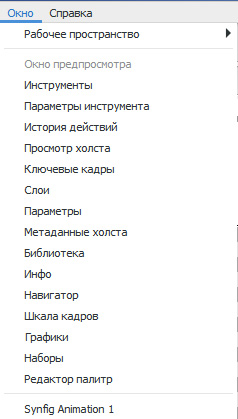 Окно Справка
Рабочее пространство
Окно предпросмотра
Инструменты
Параметры инструмента
История действий
Просмотр холста
Ключевые кадры
Слои
Параметры
Метаданные холста
Библиотека
Инфо
Навигатор
Шкала кадров
Графики
Наборы
Редактор палитр
Synfig Animation 1